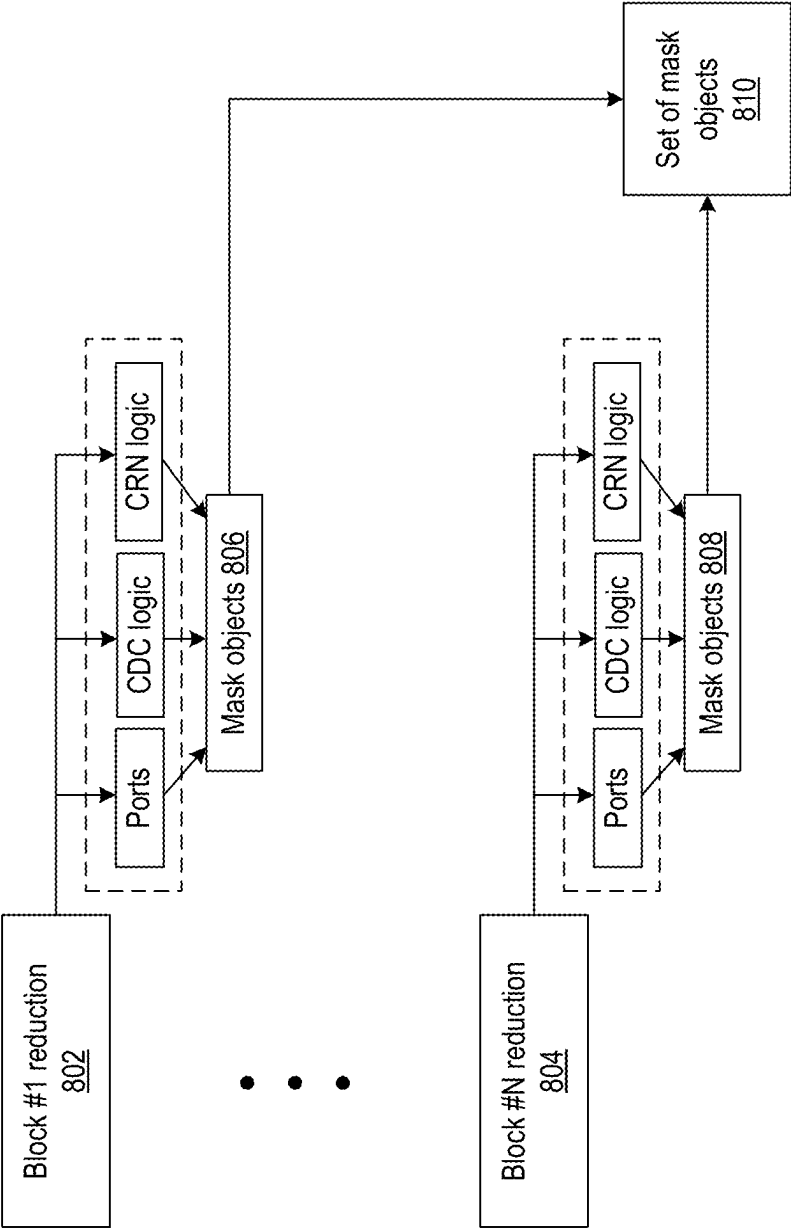 Block #1 reduction
802
Ports
CDC logic
CRN logic
Mask objects 806
Block #N reduction
804
Ports
CDC logic
CRN logic
Mask objects 808
Set of mask
objects
810